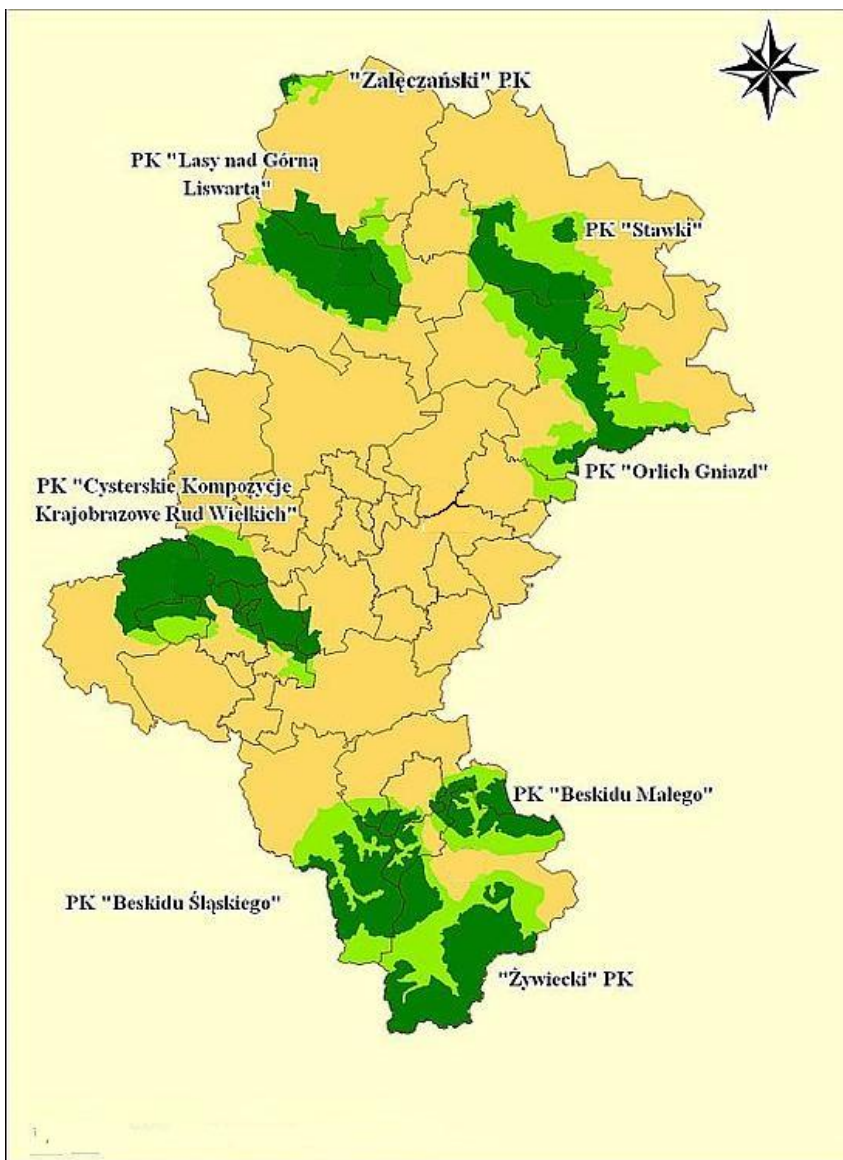 "Załęczański" PK
PK "Lasy nad Górną
Liswartą"
PK "Stawki"
PK "Orlich Gniazd"
PK "Cysterskie Kompozycje
Krajobrazowe Rud Wielkich"
PK "Beskidu Małego"
PK "Beskidu Śląskiego"
"Żywiecki" PK